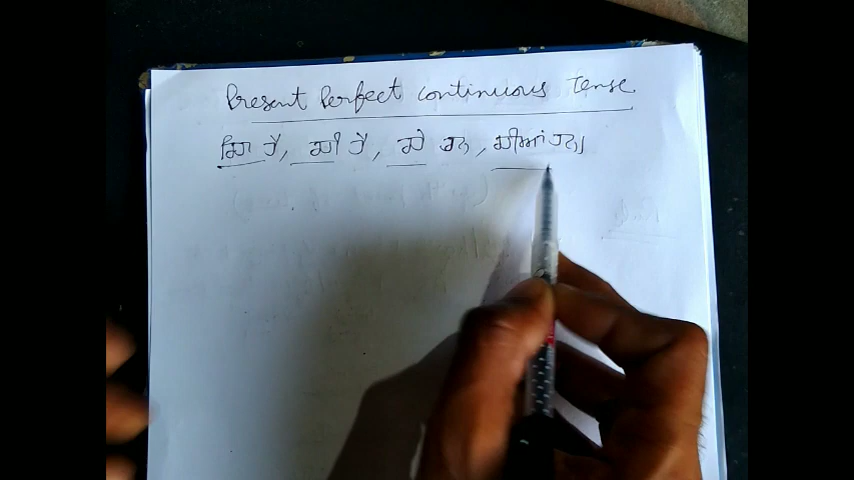 Present Perfect continuous Tense
ਰਿਹਾ ਹੈ, ਰਹੀ ਹੈ, ਰਹੇ ਹਨ, ਰਹੀਆਂ ਹਨ।